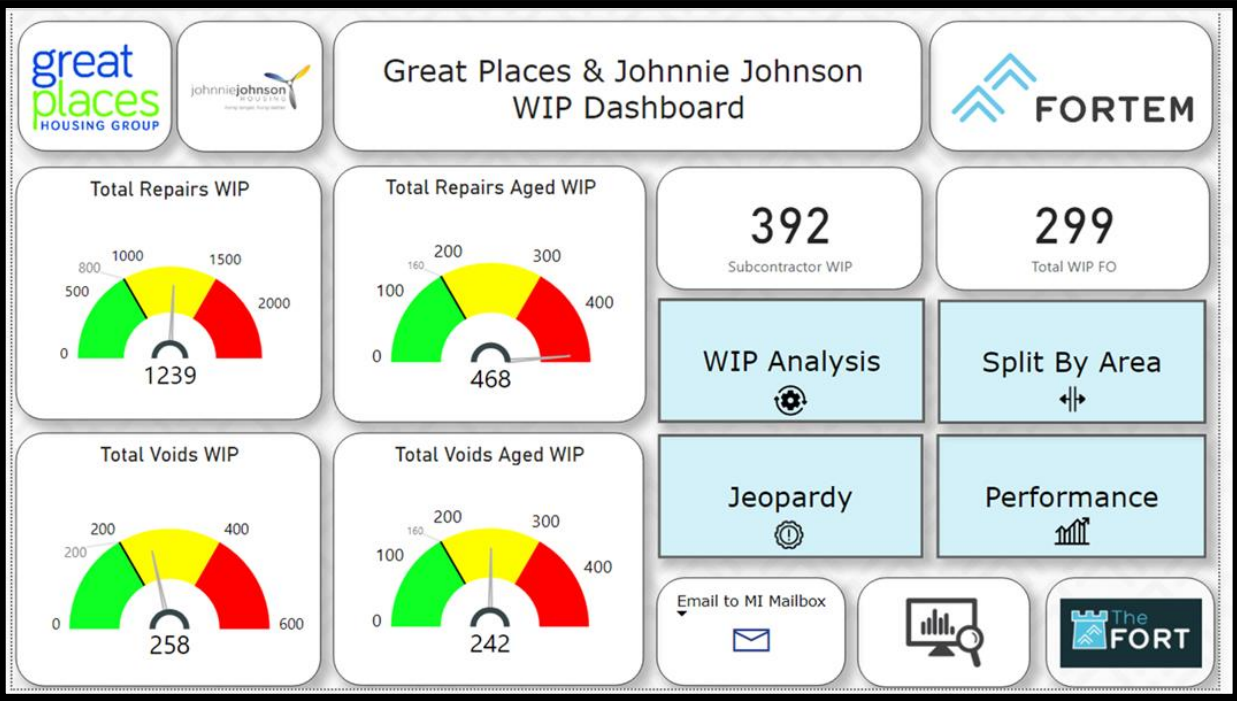 great
places
HOUSING GROUP
johnniejohnson
HOUSING
Great Places & Johnnie Johnson
WIP Dashboard
FORTEM
Total Repairs WIP
0
500
800
1000
1500
2000
1239
Total Repairs Aged WIP
0
100
160
200
300
400
468
392
Subcontractor WIP
299
Total WIP FO
WIP Analysis
Split By Area
Total Voids WIP
0
200
200
400
600
258
Total Voids Aged WIP
0
100
160
200
300
400
242
Jeopardy
Performance
Email to MI Mailbox
The
FORT